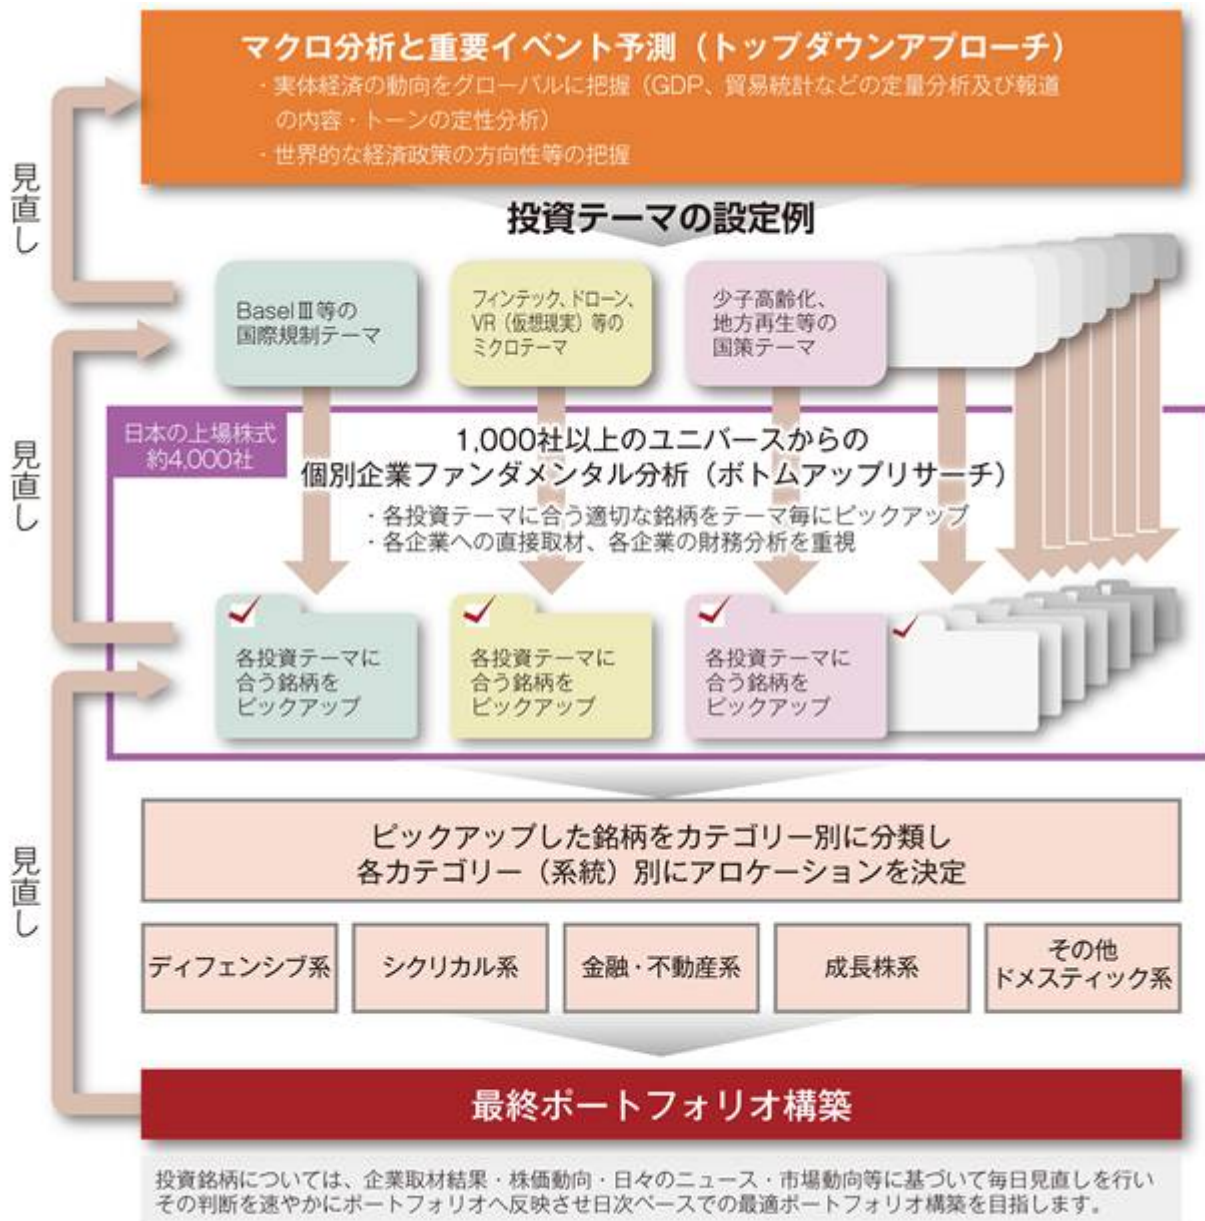 マクロ分析と重要イベント予測（トップダウンアプローチ）
・実体経済の動向をグローバルに把握（GDP、貿易統計などの定量分析及び報道
の内容・トーンの定性分析）
・世界的な経済政策の方向性等の把握
見直し
投資テーマの設定例
BaselⅢ等の
国際規制テーマ
フィンテック、ドローン、
VR（仮想現実）等の
ミクロテーマ
少子高齢化、
地方再生等の
国策テーマ
見直し
日本の上場株式
約4,000社
1,000社以上のユニバースからの
個別企業ファンダメンタル分析（ボトムアップリサーチ）
・各投資テーマに合う適切な銘柄をテーマ毎にピックアップ
・各企業への直接取材、各企業の財務分析を重視
各投資テーマに
合う銘柄を
ピックアップ
各投資テーマに
合う銘柄を
ピックアップ
各投資テーマに
合う銘柄を
ピックアップ
見直し
ピックアップした銘柄をカテゴリー別に分類し
各カテゴリー（系統）別にアロケーションを決定
ディフェンシブ系
シクリカル系
金融・不動産系
成長株系
その他
ドメスティック系
最終ポートフォリオ構築
投資銘柄については、企業取材結果・株価動向・日々のニュース・市場動向等に基づいて毎日見直しを行い
その判断を速やかにポートフォリオへ反映させ日次ベースでの最適ポートフォリオ構築を目指します。